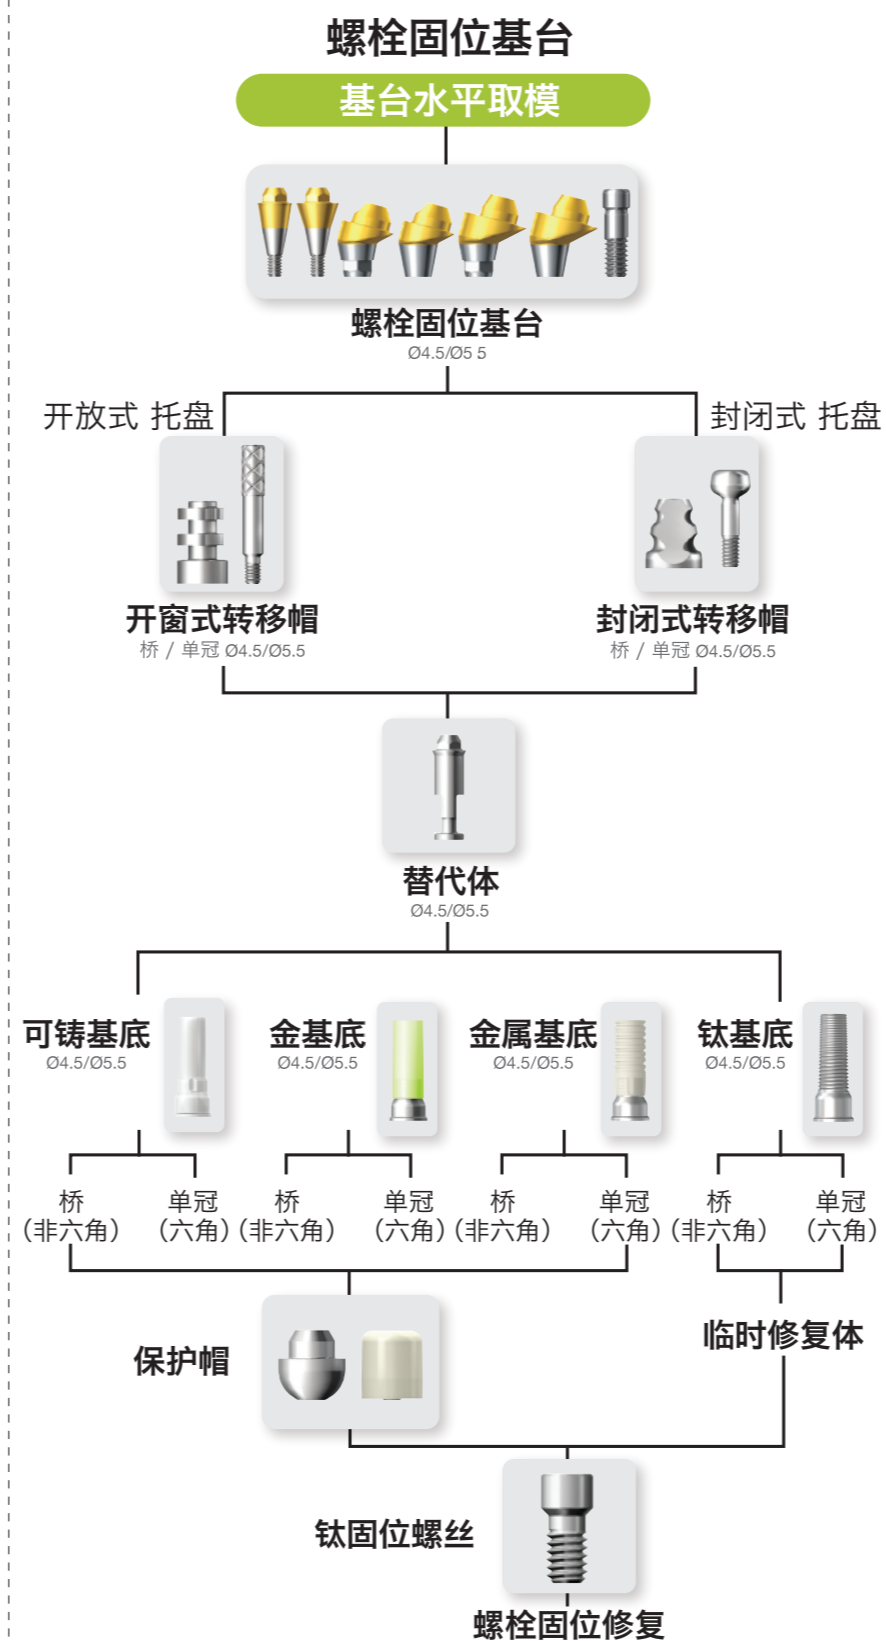 螺栓固位基台
基台水平取模
螺栓固位基台
Ø4.5/Ø5 5
开放式 托盘
封闭式 托盘
开窗式转移帽
桥 / 单冠 Ø4.5/Ø5.5
封闭式转移帽
桥 / 单冠 Ø4.5/Ø5.5
替代体
Ø4.5/Ø5.5
可铸基底
Ø4.5/Ø5.5
金基底
Ø4.5/Ø5.5
金属基底
Ø4.5/Ø5.5
钛基底
Ø4.5/Ø5.5
桥
（非六角）
单冠
（六角）
桥
（非六角）
单冠
（六角）
桥
（非六角）
单冠
（六角）
桥
（非六角）
单冠
（六角）
保护帽
临时修复体
钛固位螺丝
螺栓固位修复